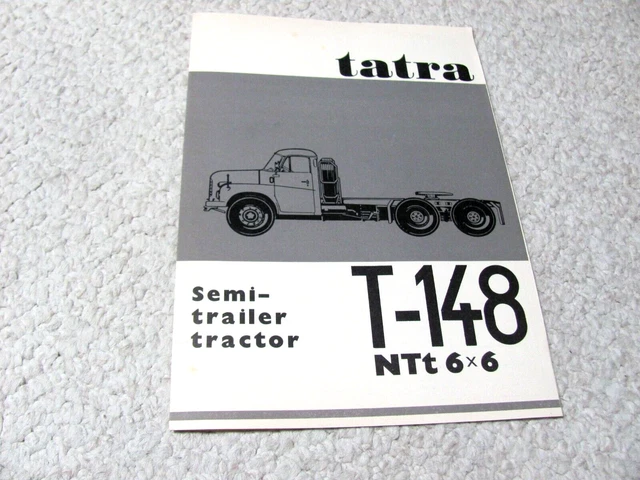 tatra
Semi-
trailer
tractor
T-148
NTt 6×6